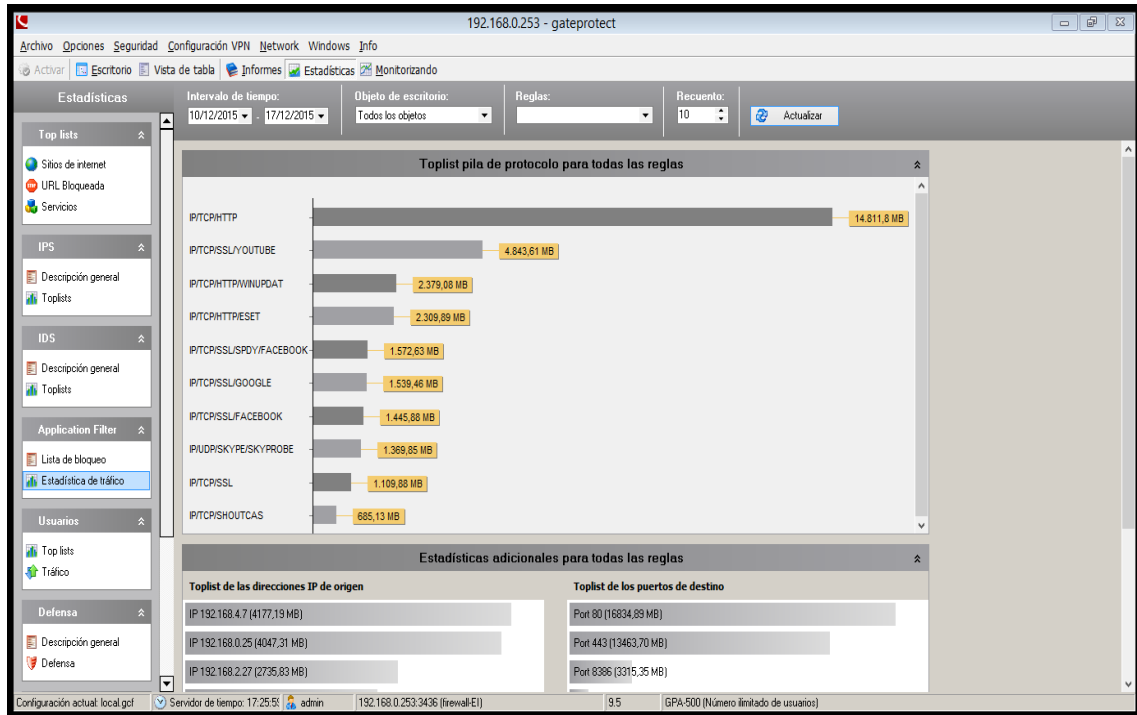 192.168.0.253 - gateprotect
Archivo Opciones Seguridad Configuración VPN Network Windows Info
Activar Escritorio Vista de tabla Informes Estadísticas Monitorizando
Estadísticas
Intervalo de tiempo: Objeto de escritorio: Reglas: Recuento:
10/12/2015 - 17/12/2015 Todos los objetos 10 Actualizar
Top lists
Sitios de internet
URL Bloqueada
Servicios
IPS
Descripción general
Toplists
IDS
Descripción general
Toplists
Application Filter
Lista de bloqueo
Estadística de tráfico
Usuarios
Top lists
Tráfico
Defensa
Descripción general
Defensa
Toplist pila de protocolo para todas las reglas
IP/TCP/HTTP 14.811,8 MB
IP/TCP/SSL/YOUTUBE 4.843,61 MB
IP/TCP/HTTP/WINUPDAT 2.379,08 MB
IP/TCP/HTTP/ESET 2.309,89 MB
IP/TCP/SSL/SPDY/FACEBOOK 1.572,63 MB
IP/TCP/SSL/GOOGLE 1.539,46 MB
IP/TCP/SSL/FACEBOOK 1.445,88 MB
IP/UDP/SKYPE/SKYPROBE 1.369,85 MB
IP/TCP/SSL 1.109,88 MB
IP/TCP/SHOUTCAS 685,13 MB
Estadísticas adicionales para todas las reglas
Toplist de las direcciones IP de origen
IP 192.168.4.7 (4177,19 MB)
IP 192.168.0.25 (4047,31 MB)
IP 192.168.2.27 (2735,83 MB)
Toplist de los puertos de destino
Port 80 (16834,89 MB)
Port 443 (13463,70 MB)
Port 8386 (3315,35 MB)
Configuración actual: local.gcf Servidor de tiempo: 17:25:5 admin 192.168.0.253:3436 (firewall-EI) 9.5 GPA-500 (Número ilimitado de usuarios)